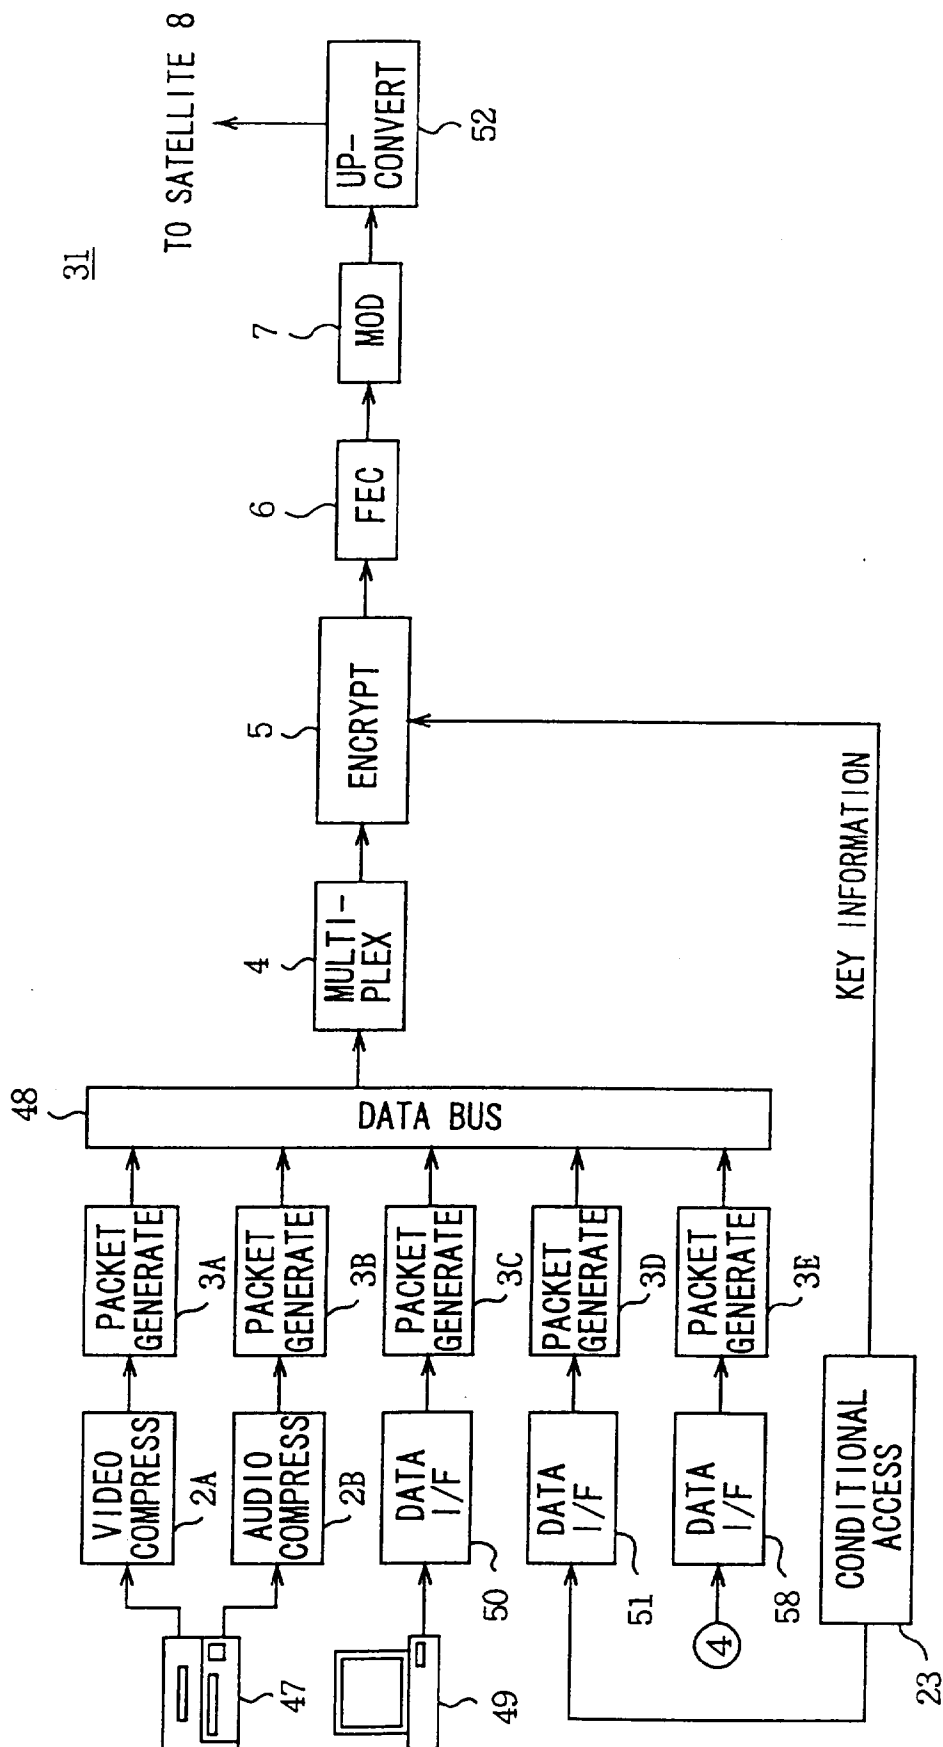 31
TO SATELLITE 8
UP-
CONVERT
52
7
MOD
6
FEC
5
ENCRYPT
4
MULTI-
PLEX
48
DATA BUS
KEY INFORMATION
PACKET
GENERATE
3A
PACKET
GENERATE
3B
PACKET
GENERATE
3C
PACKET
GENERATE
3D
PACKET
GENERATE
3E
VIDEO
COMPRESS
2A
AUDIO
COMPRESS
2B
DATA
I/F
50
DATA
I/F
51
DATA
I/F
58
CONDITIONAL
ACCESS
23
47
49
4